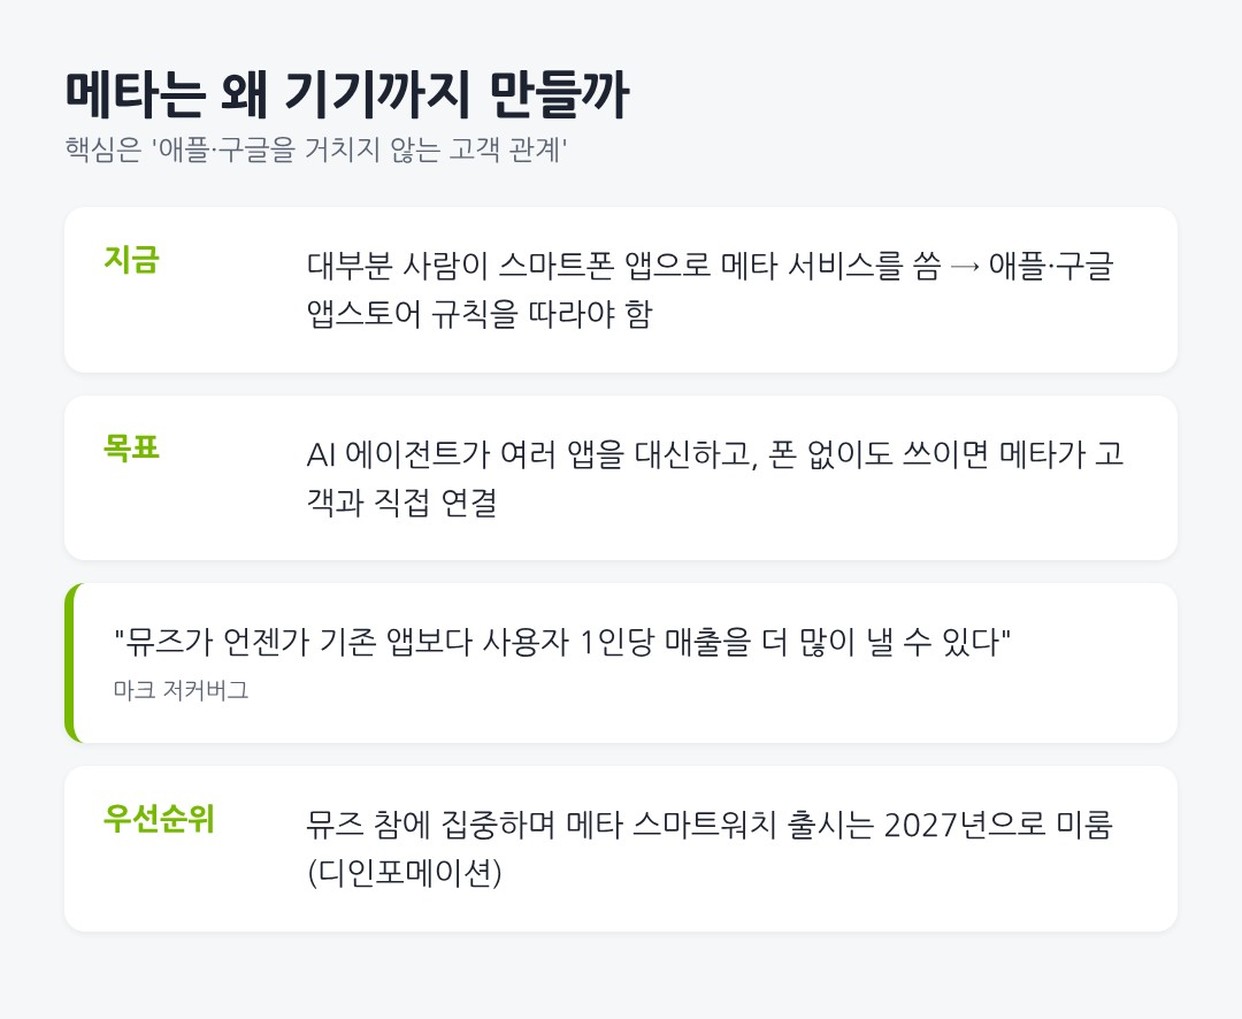 메타는 왜 기기까지 만들까
핵심은 '애플·구글을 거치지 않는 고객 관계'
지금
대부분 사람이 스마트폰 앱으로 메타 서비스를 씀 → 애플·구글
앱스토어 규칙을 따라야 함
목표
AI 에이전트가 여러 앱을 대신하고, 폰 없이도 쓰이면 메타가 고
객과 직접 연결
"뮤즈가 언젠가 기존 앱보다 사용자 1인당 매출을 더 많이 낼 수 있다"
마크 저커버그
우선순위
뮤즈 참에 집중하며 메타 스마트워치 출시는 2027년으로 미룸
(디인포메이션)